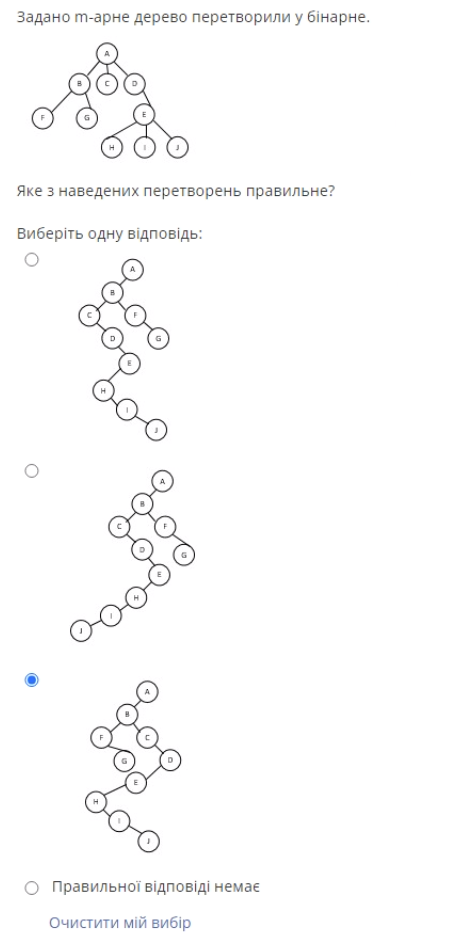 Задано m-арне дерево перетворили у бінарне.
A
B C D
F G E
H I J
Яке з наведених перетворень правильне?
Виберіть одну відповідь:
A
B
C F
D G
E
H
I
J
A
B
C F
D G
E
H
I
J
A
B
F C
G D
E
H
I
J
Правильної відповіді немає
Очистити мій вибір